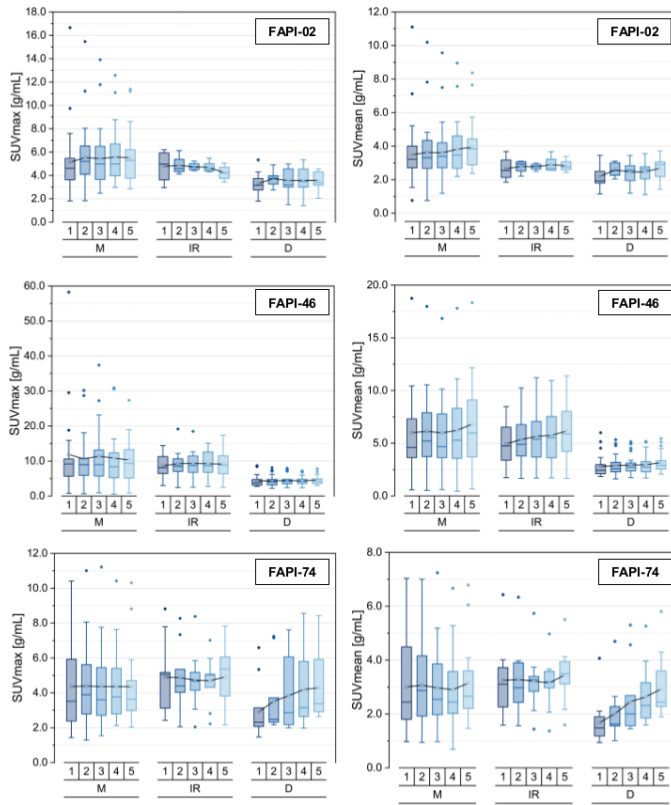 FAPI-02
SUVmax [g/mL]
18.0
16.0
14.0
12.0
10.0
8.0
6.0
4.0
2.0
0.0
1 2 3 4 5 1 2 3 4 5 1 2 3 4 5
M IR D
FAPI-02
SUVmean [g/mL]
12.0
10.0
8.0
6.0
4.0
2.0
0.0
1 2 3 4 5 1 2 3 4 5 1 2 3 4 5
M IR D
FAPI-46
SUVmax [g/mL]
60.0
50.0
40.0
30.0
20.0
10.0
0.0
1 2 3 4 5 1 2 3 4 5 1 2 3 4 5
M IR D
FAPI-46
SUVmean [g/mL]
20.0
15.0
10.0
5.0
0.0
1 2 3 4 5 1 2 3 4 5 1 2 3 4 5
M IR D
FAPI-74
SUVmax [g/mL]
12.0
10.0
8.0
6.0
4.0
2.0
0.0
1 2 3 4 5 1 2 3 4 5 1 2 3 4 5
M IR D
FAPI-74
SUVmean [g/mL]
8.0
6.0
4.0
2.0
0.0
1 2 3 4 5 1 2 3 4 5 1 2 3 4 5
M IR D